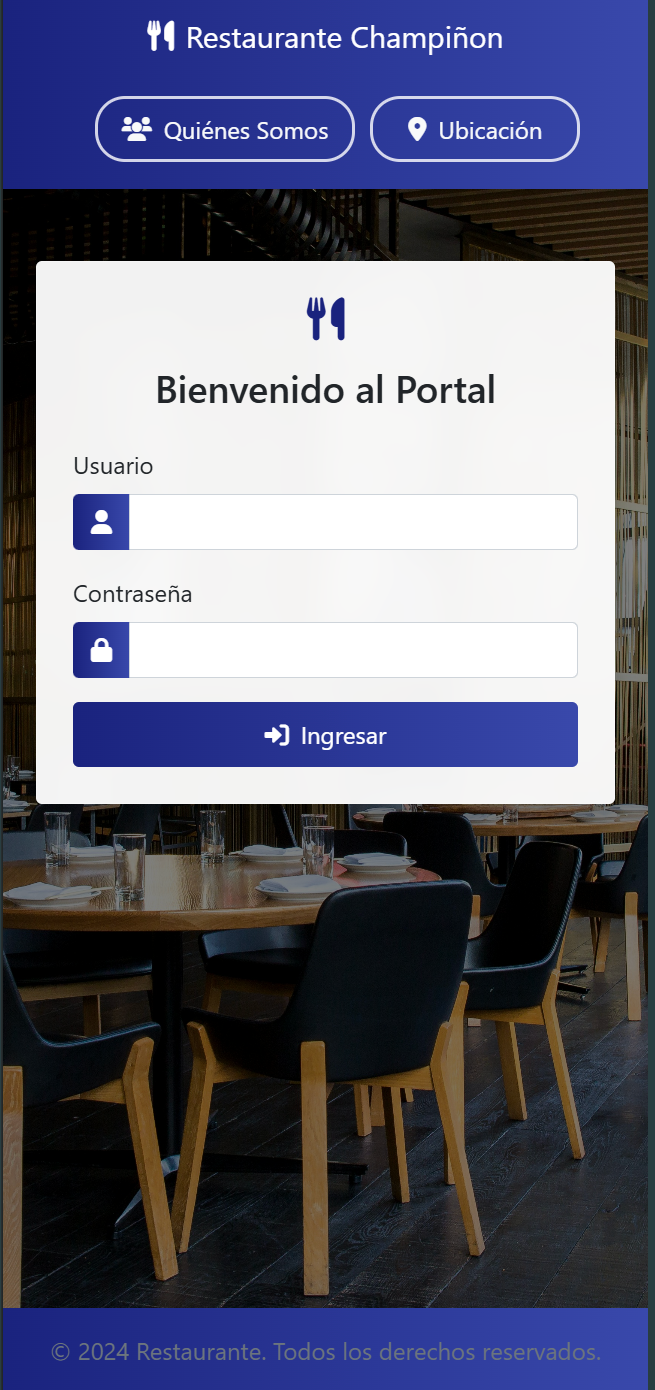 Restaurante Champiñon
Quiénes Somos
Ubicación
Bienvenido al Portal
Usuario
Contraseña
Ingresar
© 2024 Restaurante. Todos los derechos reservados.